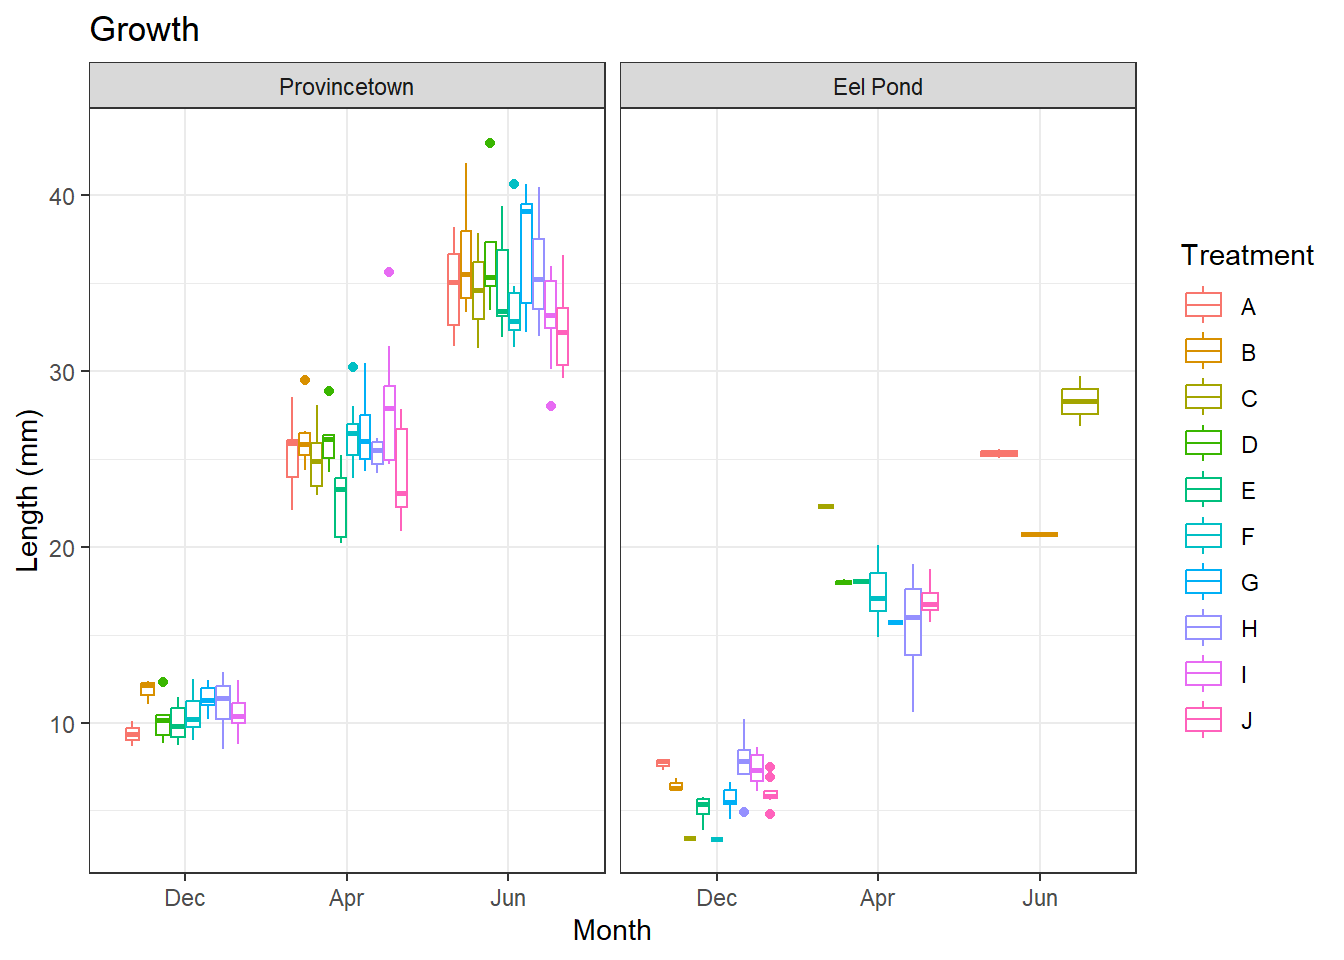 Growth
Provincetown
Eel Pond
40
30
20
10
Length (mm)
Dec
Apr
Jun
Dec
Apr
Jun
Month
Treatment
A
B
C
D
E
F
G
H
I
J